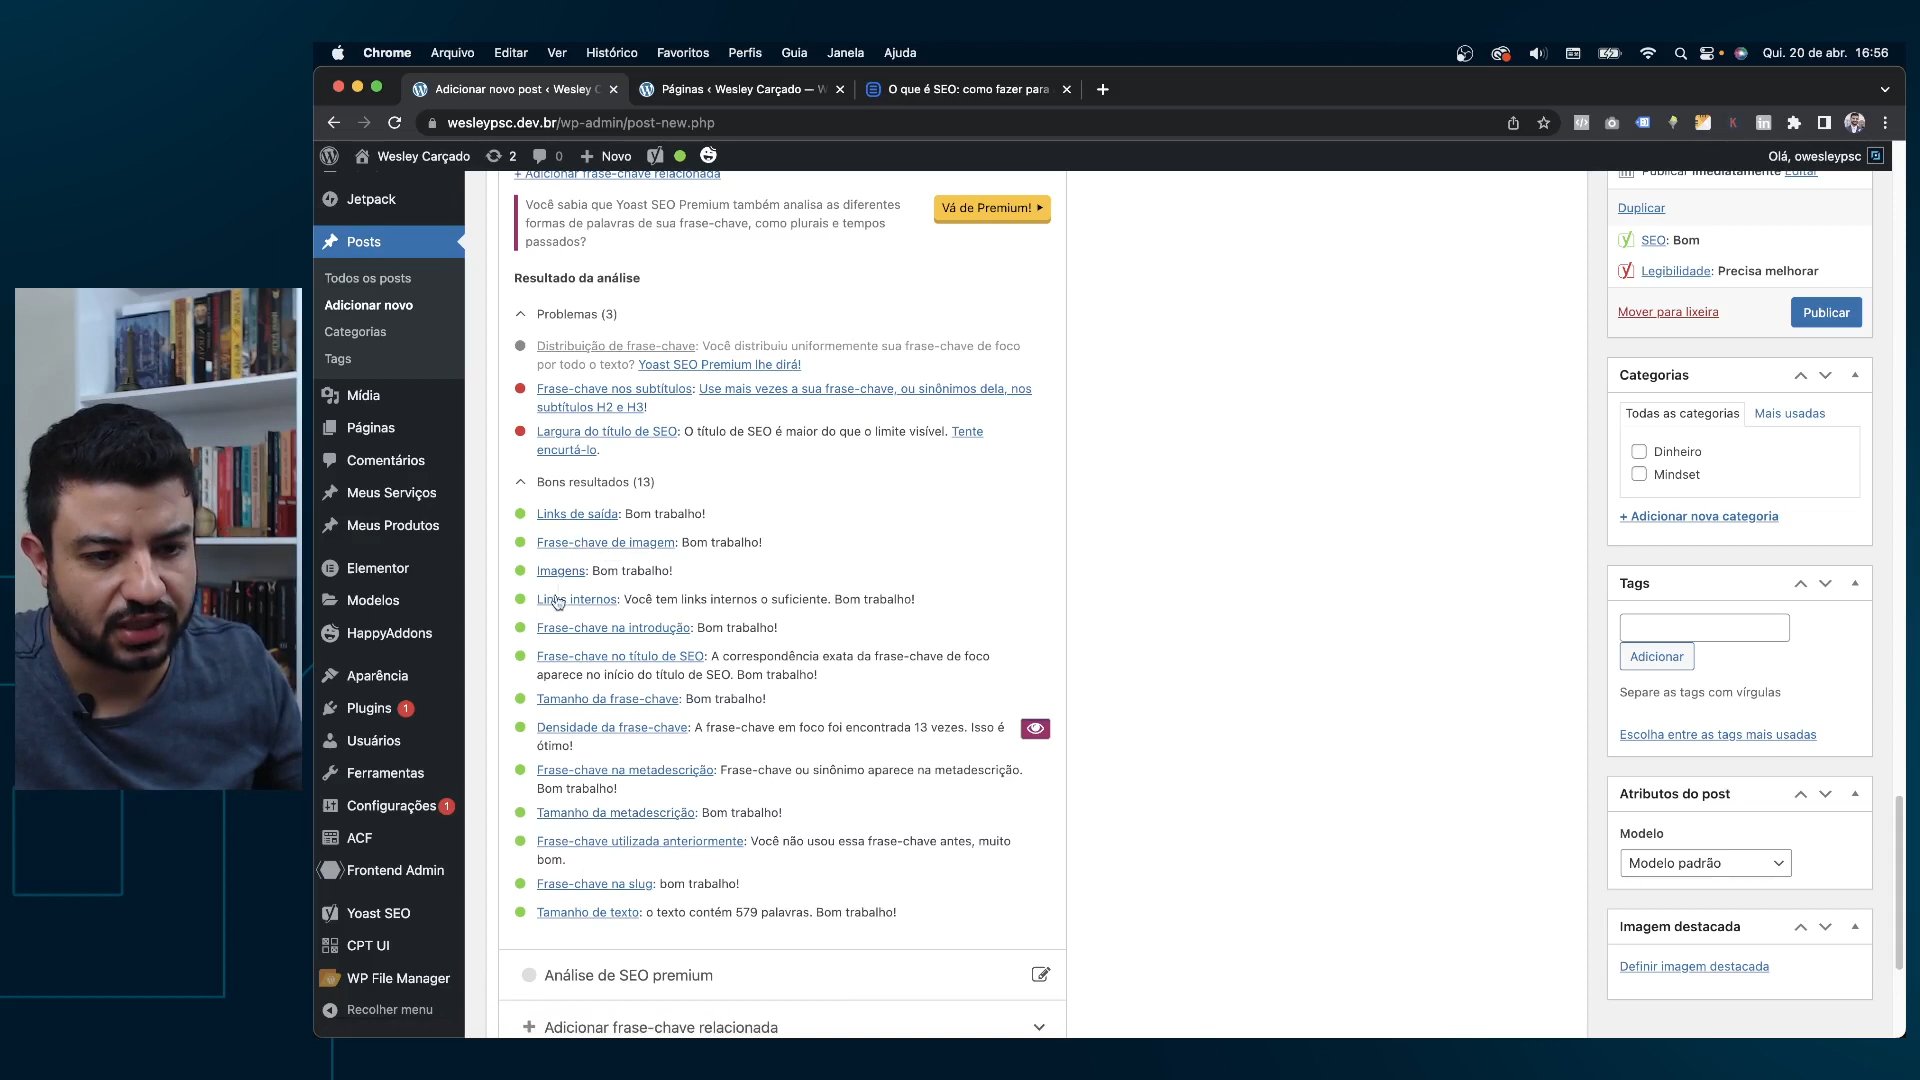 Chrome Arquivo Editar Ver Histórico Favoritos Perfis Guia Janela Ajuda
Qui. 20 de abr. 16:56
Adicionar novo post ‹ Wesley C
Páginas ‹ Wesley Carçado — W
O que é SEO: como fazer para
wesleypsc.dev.br/wp-admin/post-new.php
Wesley Carçado 2 0 Novo
Olá, owesleypsc
Jetpack
Posts
Todos os posts
Adicionar novo
Categorias
Tags
Mídia
Páginas
Comentários
Meus Serviços
Meus Produtos
Elementor
Modelos
HappyAddons
Aparência
Plugins 1
Usuários
Ferramentas
Configurações 1
ACF
Frontend Admin
Yoast SEO
CPT UI
WP File Manager
Recolher menu
+ Adicionar frase-chave relacionada
Você sabia que Yoast SEO Premium também analisa as diferentes
formas de palavras de sua frase-chave, como plurais e tempos
passados?
Vá de Premium!
Resultado da análise
Problemas (3)
Distribuição de frase-chave: Você distribuiu uniformemente sua frase-chave de foco
por todo o texto? Yoast SEO Premium lhe dirá!
Frase-chave nos subtítulos: Use mais vezes a sua frase-chave, ou sinônimos dela, nos
subtítulos H2 e H3!
Largura do título de SEO: O título de SEO é maior do que o limite visível. Tente
encurtá-lo.
Bons resultados (13)
Links de saída: Bom trabalho!
Frase-chave de imagem: Bom trabalho!
Imagens: Bom trabalho!
Links internos: Você tem links internos o suficiente. Bom trabalho!
Frase-chave na introdução: Bom trabalho!
Frase-chave no título de SEO: A correspondência exata da frase-chave de foco
aparece no início do título de SEO. Bom trabalho!
Tamanho da frase-chave: Bom trabalho!
Densidade da frase-chave: A frase-chave em foco foi encontrada 13 vezes. Isso é
ótimo!
Frase-chave na metadescrição: Frase-chave ou sinônimo aparece na metadescrição.
Bom trabalho!
Tamanho da metadescrição: Bom trabalho!
Frase-chave utilizada anteriormente: Você não usou essa frase-chave antes, muito
bom.
Frase-chave na slug: bom trabalho!
Tamanho de texto: o texto contém 579 palavras. Bom trabalho!
Análise de SEO premium
Adicionar frase-chave relacionada
Publicar imediatamente Editar
Duplicar
SEO: Bom
Legibilidade: Precisa melhorar
Mover para lixeira
Publicar
Categorias
Todas as categorias
Mais usadas
Dinheiro
Mindset
+ Adicionar nova categoria
Tags
Adicionar
Separe as tags com vírgulas
Escolha entre as tags mais usadas
Atributos do post
Modelo
Modelo padrão
Imagem destacada
Definir imagem destacada